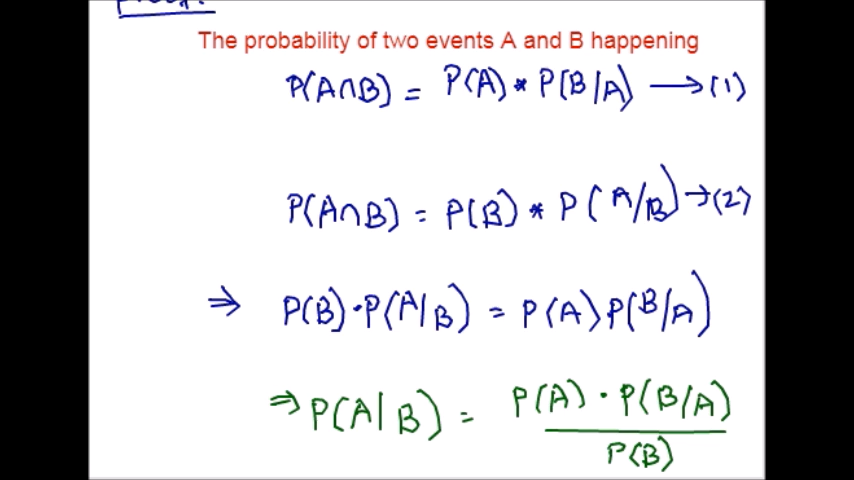 The probability of two events A and B happening
P(A∩B) = P(A) * P(B/A) → (1)
P(A∩B) = P(B) * P(A/B) → (2)
⇒ P(B)·P(A|B) = P(A) P(B/A)
⇒ P(A|B) = P(A) · P(B/A)
P(B)